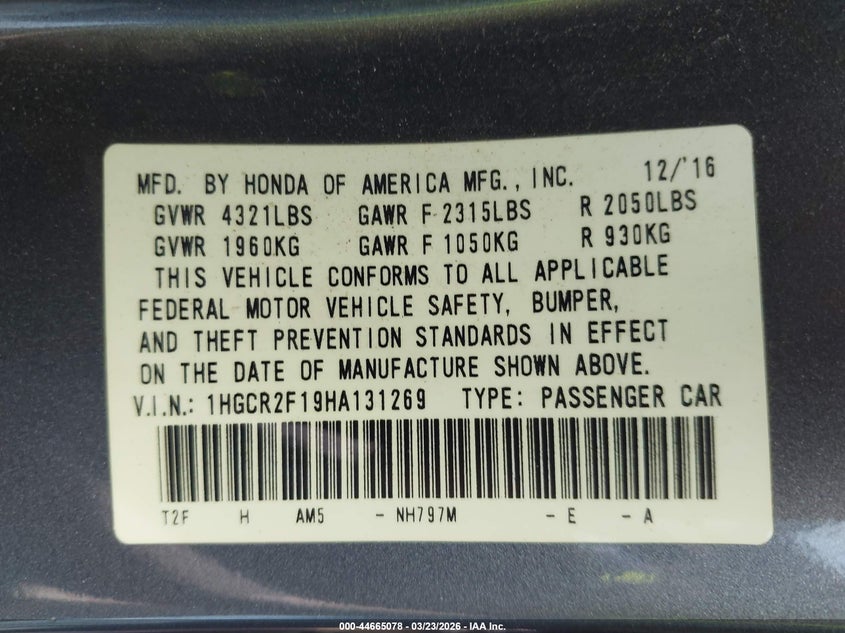 MFD. BY HONDA OF AMERICA MFG., INC. 12/'16
GVWR 4321LBS GAWR F 2315LBS R 2050LBS
GVWR 1960KG GAWR F 1050KG R 930KG
THIS VEHICLE CONFORMS TO ALL APPLICABLE
FEDERAL MOTOR VEHICLE SAFETY, BUMPER,
AND THEFT PREVENTION STANDARDS IN EFFECT
ON THE DATE OF MANUFACTURE SHOWN ABOVE.
V.I.N.: 1HGCR2F19HA131269 TYPE: PASSENGER CAR
T2F H AM5 - NH797M - E - A
000-44665078 - 03/23/2026 - IAA Inc.